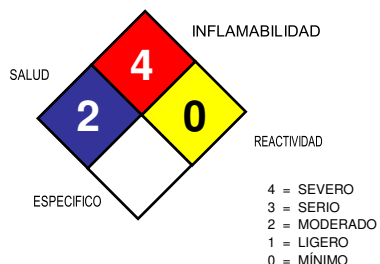 INFLAMABILIDAD
4
SALUD
2
0
REACTIVIDAD
ESPECIFICO
4 = SEVERO
3 = SERIO
2 = MODERADO
1 = LIGERO
0 = MÍNIMO